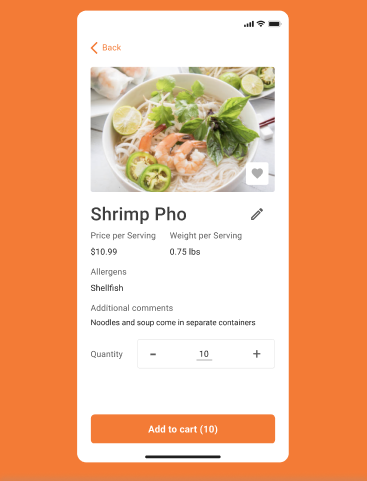 Back
Shrimp Pho
Price per Serving Weight per Serving
$10.99 0.75 lbs
Allergens
Shellfish
Additional comments
Noodles and soup come in separate containers
Quantity - 10 +
Add to cart (10)